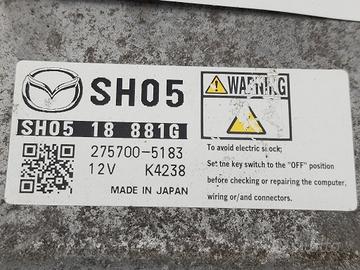 SH05
SH05 18 881G
275700-5183
12V K4238
MADE IN JAPAN
WARNING
To avoid electric shock;
Set the key switch to the "OFF" position
before checking or repairing the computer,
wiring or/and connectors.